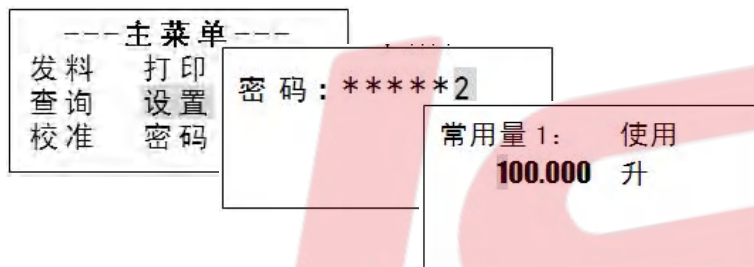 ---主菜单---
发料 打印
查询 设置
校准 密码
密码:*****2
常用量1: 使用
100.000 升